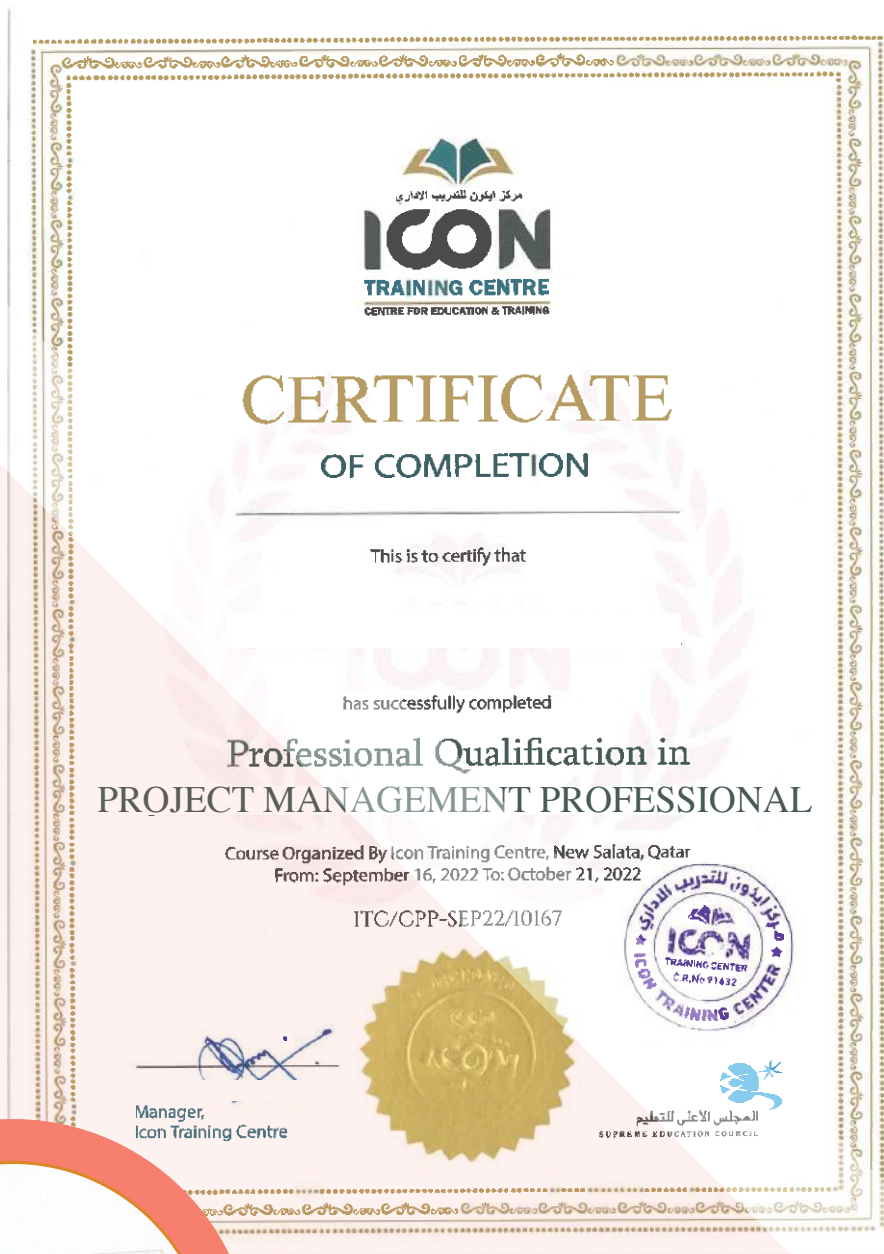 مركز ايكون للتدريب الاداري
ICON
TRAINING CENTRE
CENTRE FOR EDUCATION & TRAINING
CERTIFICATE
OF COMPLETION
This is to certify that
ICON
has successfully completed
Professional Qualification in
PROJECT MANAGEMENT PROFESSIONAL
Course Organized By Icon Training Centre, New Salata, Qatar
From: September 16, 2022 To: October 21, 2022
ITC/CPP-SEP22/10167
مركز ايكون للتدريب الاداري
ICON
TRAINING CENTER
C.R.No 91432
ICON TRAINING CENTER
ICON
Manager,
Icon Training Centre
المجلس الأعلى للتعليم
SUPREME EDUCATION COUNCIL